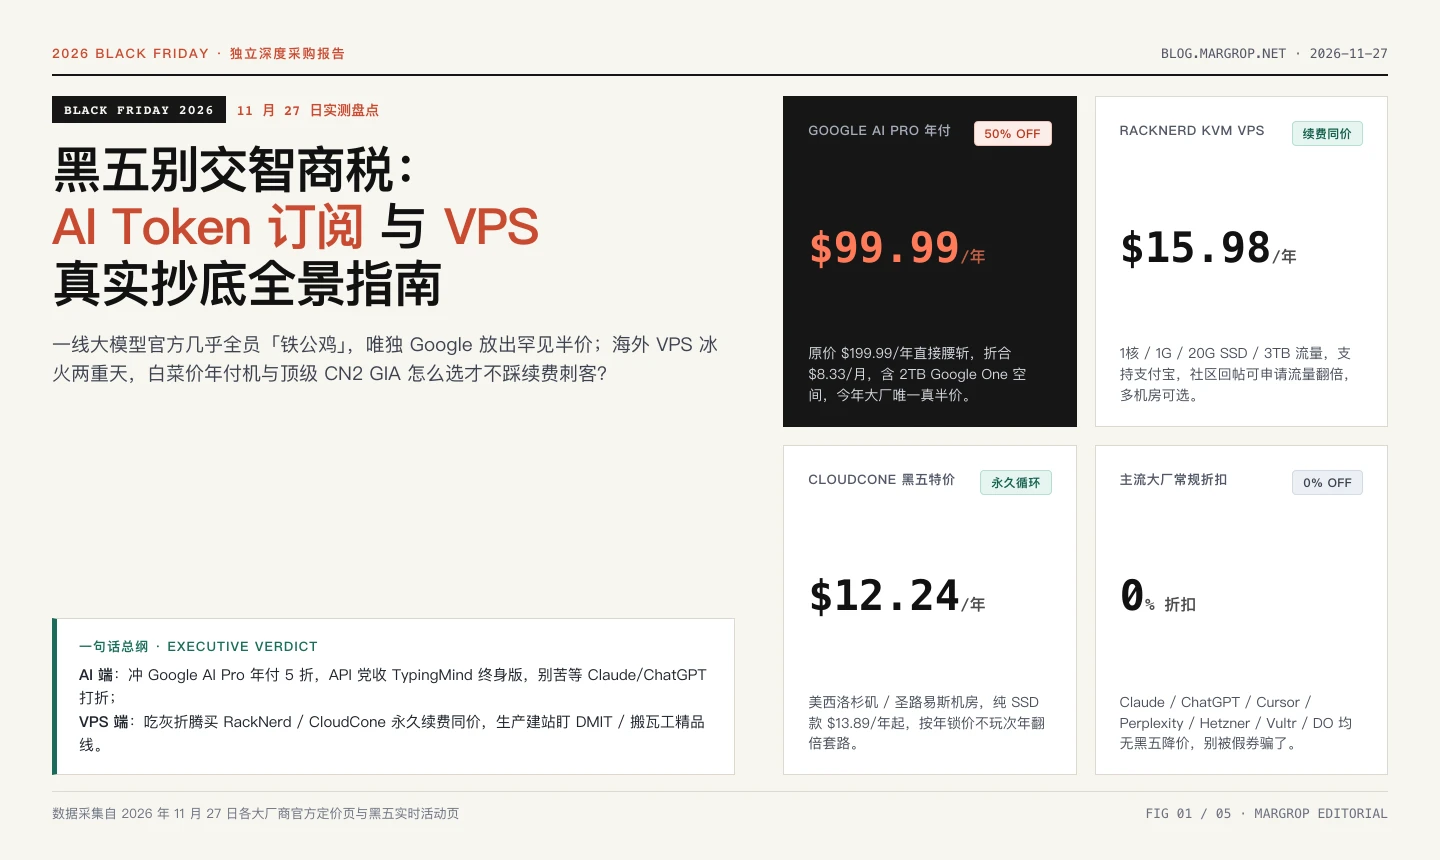 2026 BLACK FRIDAY · 独立深度采购报告
BLOG.MARGROP.NET · 2026-11-27
BLACK FRIDAY 2026
11 月 27 日实测盘点
黑五别交智商税：
AI Token 订阅 与 VPS
真实抄底全景指南
一线大模型官方几乎全员「铁公鸡」，唯独 Google 放出罕见半价；海外 VPS 冰
火两重天，白菜价年付机与顶级 CN2 GIA 怎么选才不踩续费刺客？
一句话总纲 · EXECUTIVE VERDICT
AI 端：冲 Google AI Pro 年付 5 折，API 党收 TypingMind 终身版，别苦等 Claude/ChatGPT
打折；
VPS 端：吃灰折腾买 RackNerd / CloudCone 永久续费同价，生产建站盯 DMIT / 搬瓦工精品
线。
GOOGLE AI PRO 年付
50% OFF
$99.99/年
原价 $199.99/年直接腰斩，折合
$8.33/月，含 2TB Google One 空
间，今年大厂唯一真半价。
RACKNERD KVM VPS
续费同价
$15.98/年
1核 / 1G / 20G SSD / 3TB 流量，支
持支付宝，社区回帖可申请流量翻倍，
多机房可选。
CLOUDCONE 黑五特价
永久循环
$12.24/年
美西洛杉矶 / 圣路易斯机房，纯 SSD
款 $13.89/年起，按年锁价不玩次年翻
倍套路。
主流大厂常规折扣
0% OFF
0% 折扣
Claude / ChatGPT / Cursor /
Perplexity / Hetzner / Vultr / DO 均
无黑五降价，别被假券骗了。
数据采集自 2026 年 11 月 27 日各大厂商官方定价页与黑五实时活动页
FIG 01 / 05 · MARGROP EDITORIAL